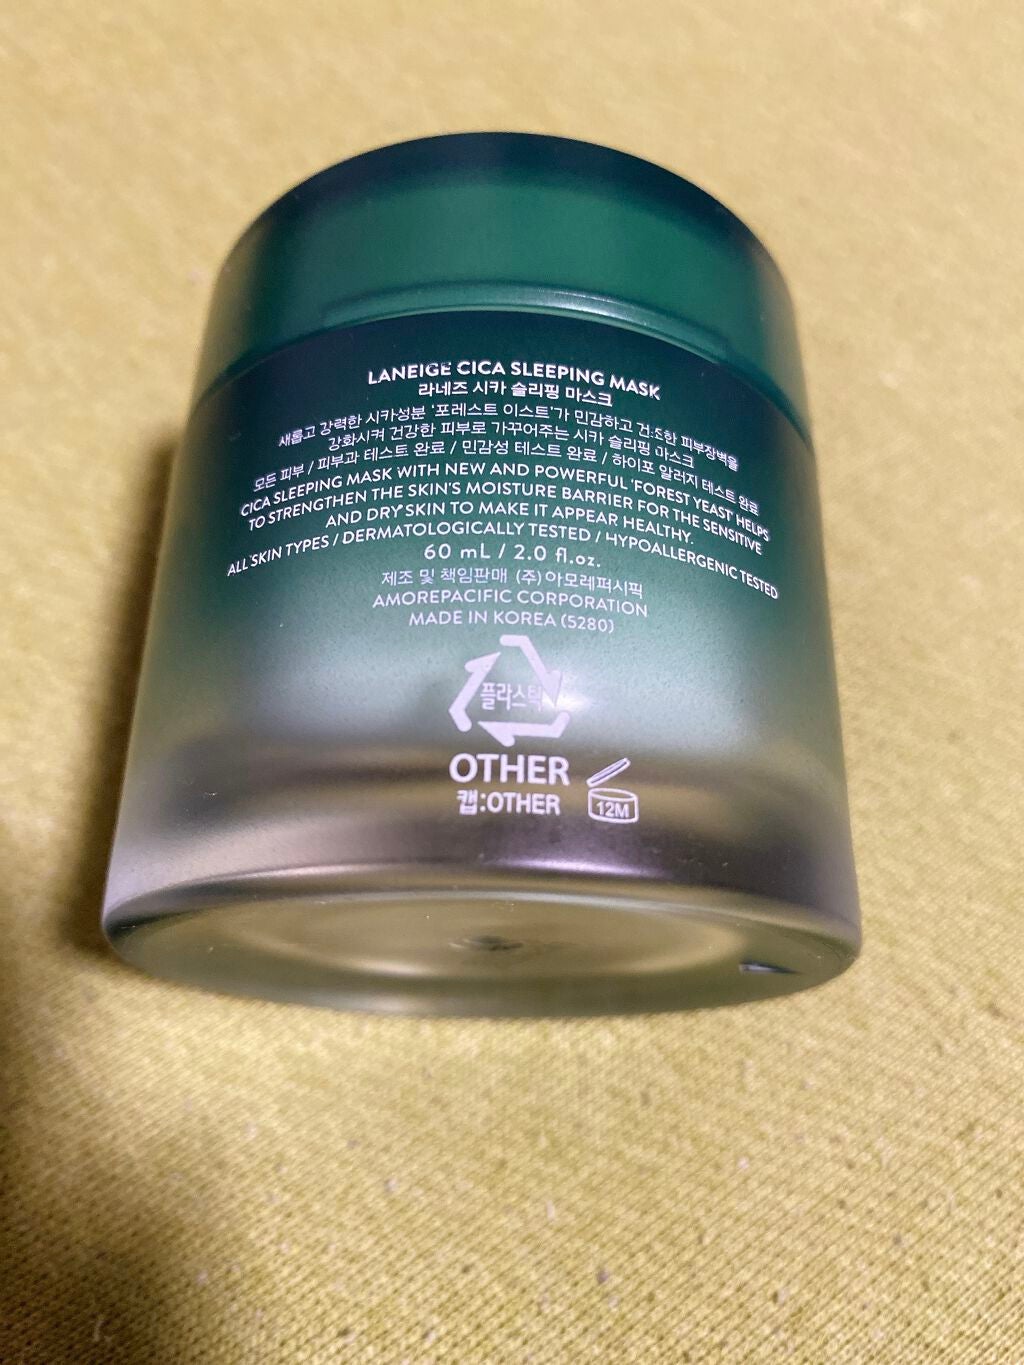 LANEIGE CICA SLEEPING MASK
라네즈 시카 슬리핑 마스크
새롭고 강력한 시카성분 '포레스트 이스트'가 민감하고 건조한 피부장벽을
강화시켜 건강한 피부로 가꾸어주는 시카 슬리핑 마스크
모든 피부 / 피부과 테스트 완료 / 민감성 테스트 완료 / 하이포 알러지 테스트 완료
CICA SLEEPING MASK WITH NEW AND POWERFUL 'FOREST YEAST' HELPS
TO STRENGTHEN THE SKIN'S MOISTURE BARRIER FOR THE SENSITIVE
AND DRY SKIN TO MAKE IT APPEAR HEALTHY.
ALL SKIN TYPES / DERMATOLOGICALLY TESTED / HYPOALLERGENIC TESTED
60 mL / 2.0 fl.oz.
제조 및 책임판매 (주)아모레퍼시픽
AMOREPACIFIC CORPORATION
MADE IN KOREA (5280)
플라스틱
OTHER
캡:OTHER
12M